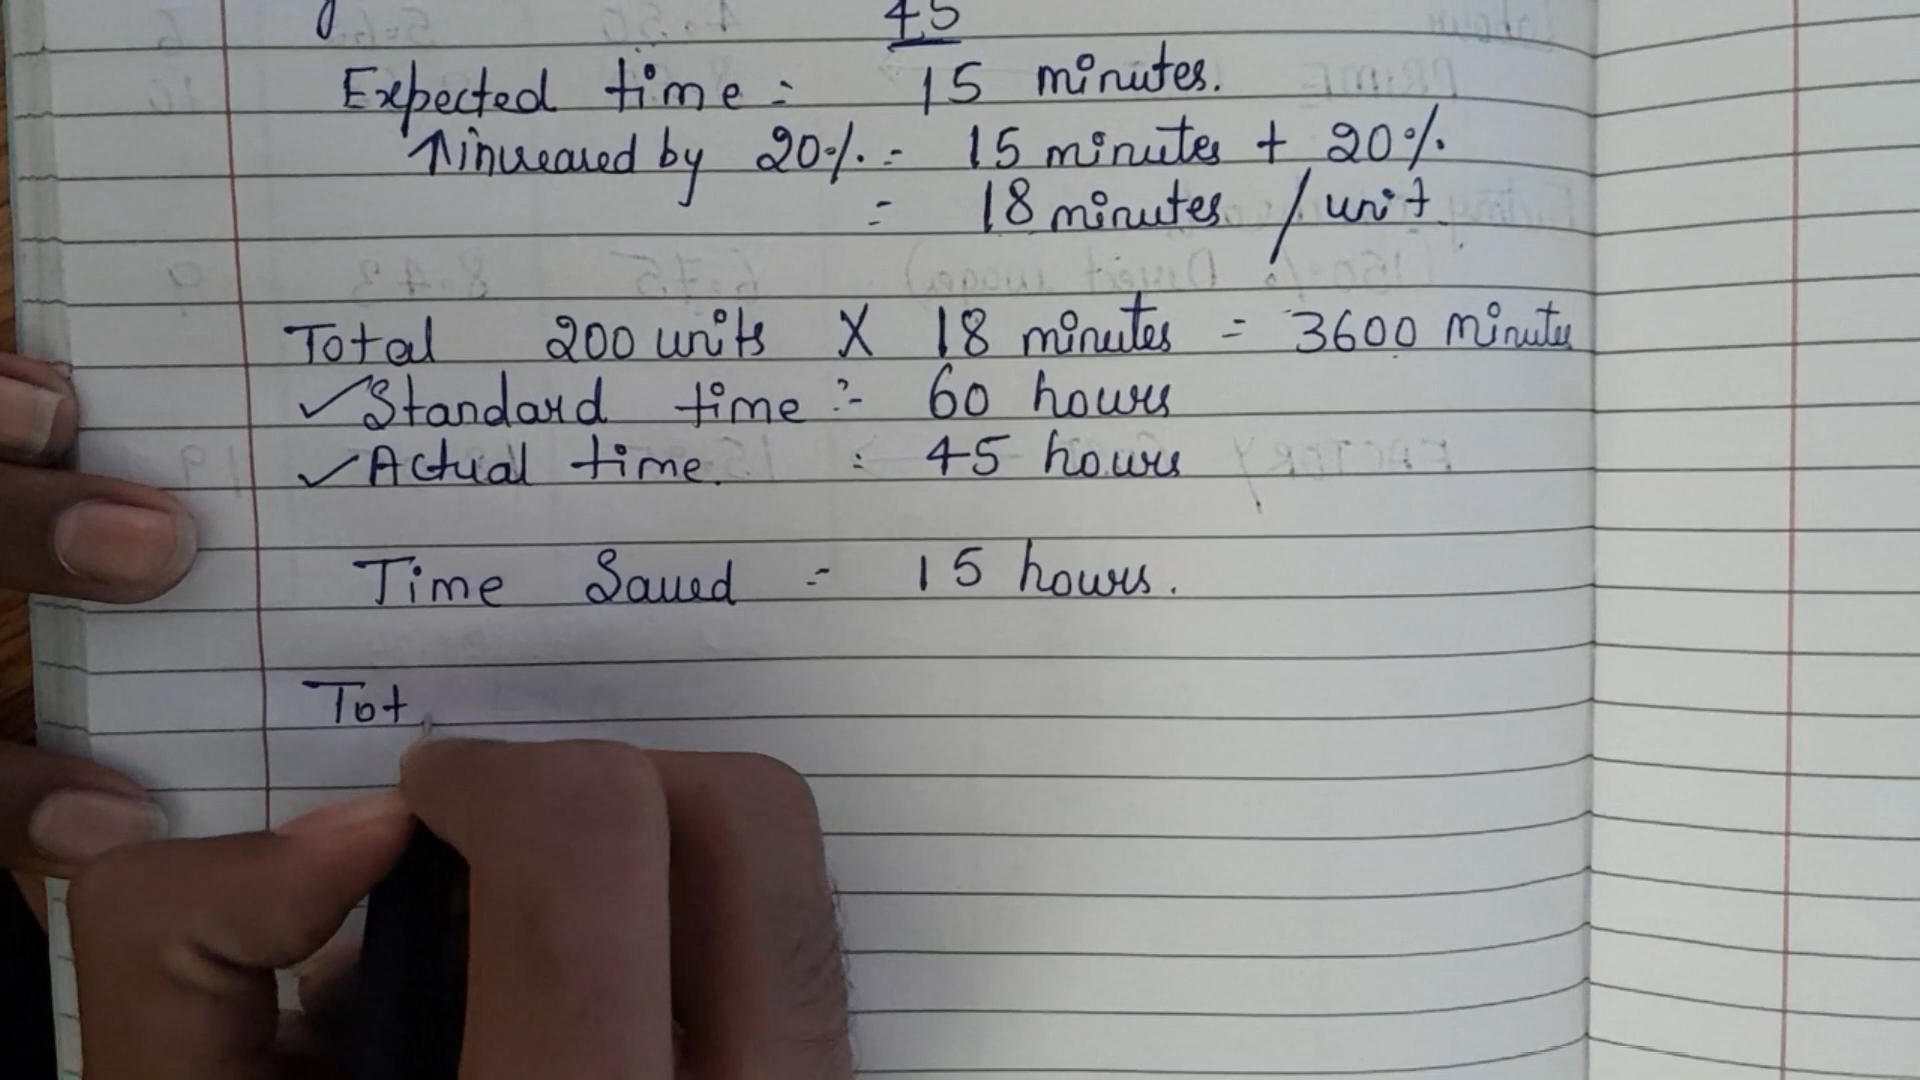 45
Expected time = 15 minutes.
↑increased by 20% = 15 minutes + 20%
= 18 minutes / unit
Total 200 units X 18 minutes = 3600 minutes
✓Standard time :- 60 hours
✓Actual time. : 45 hours
Time Saved = 15 hours.
Tot